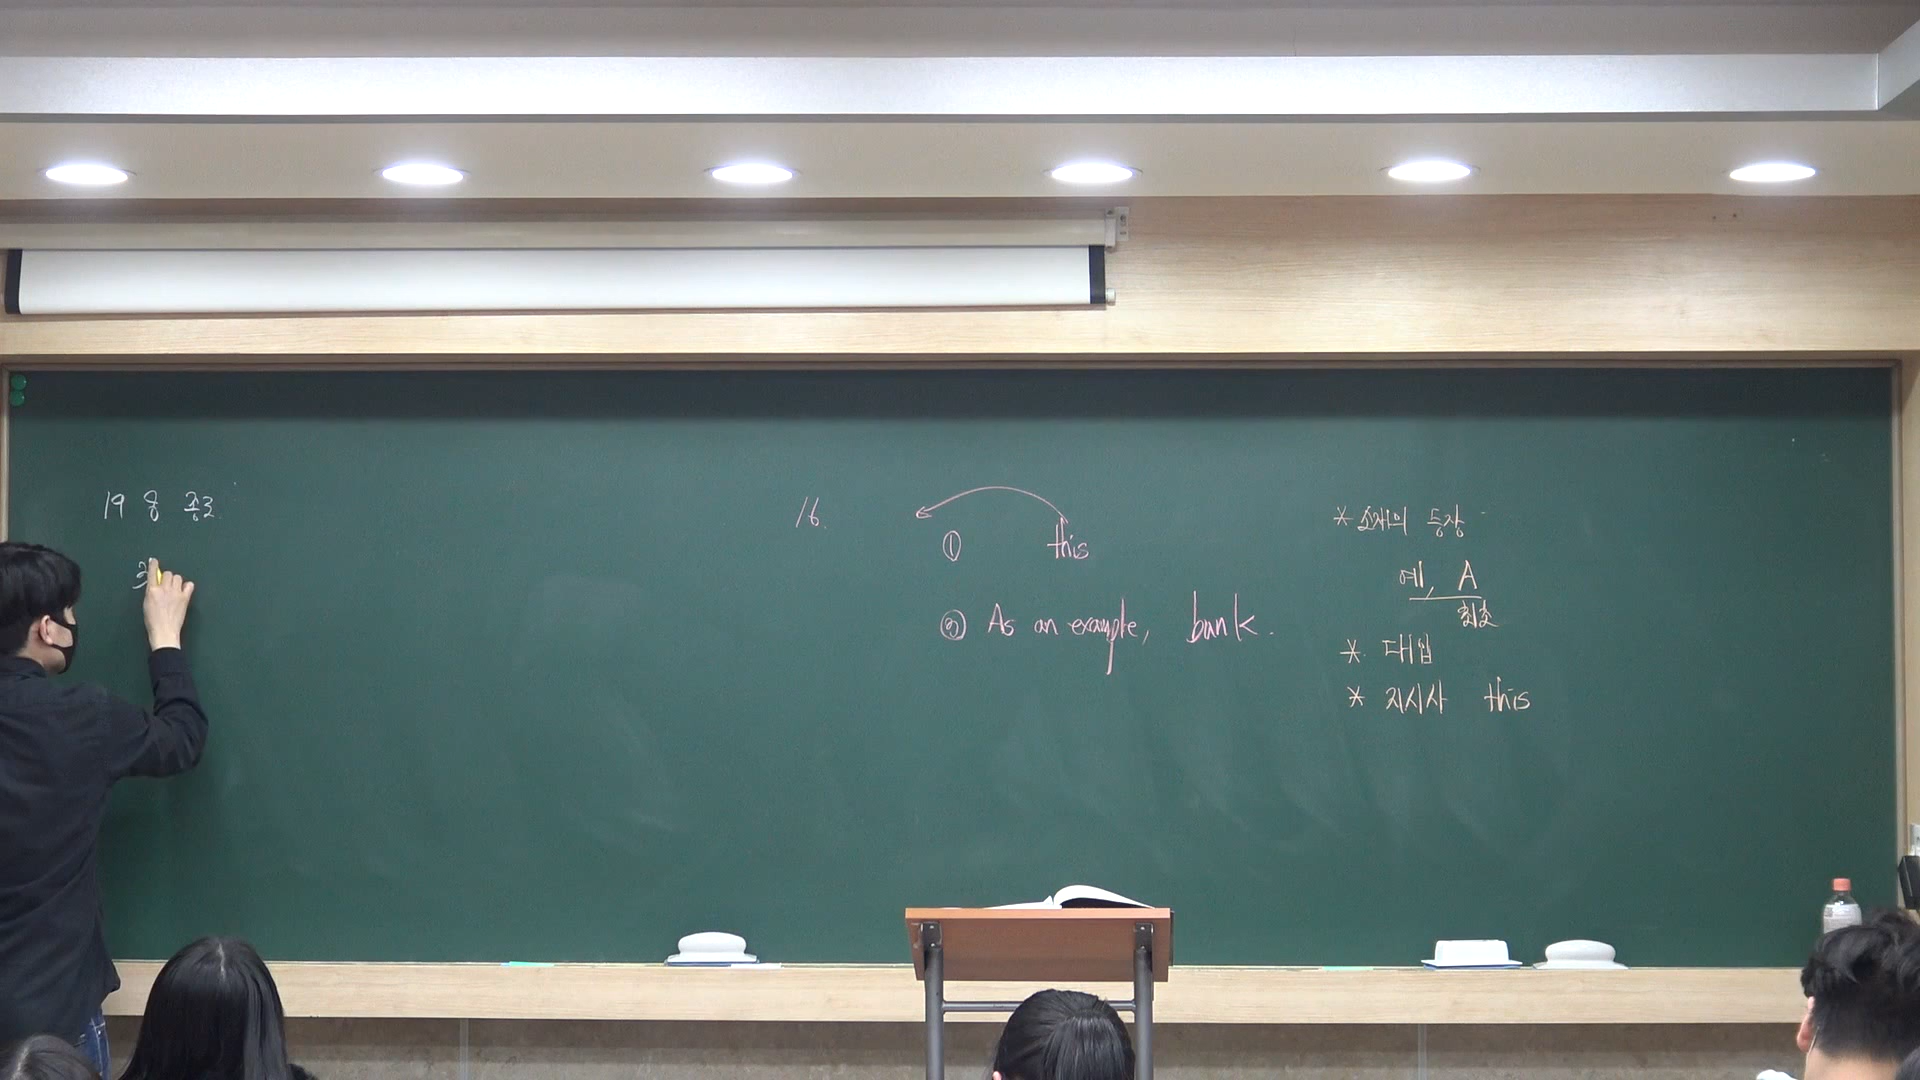 19 용 종로
16.
① this
② As an example, bank.
* 소재의 등장
예, A
최초
* 대입
* 지시사 this